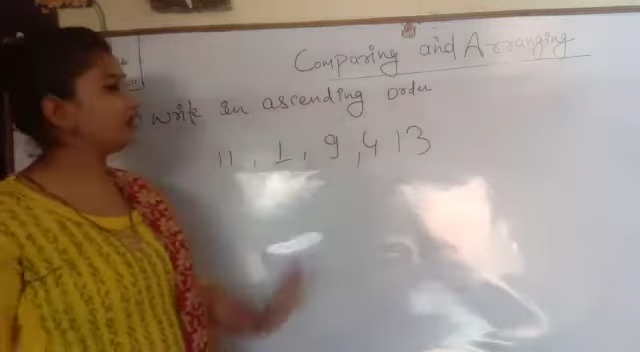 Comparing and Arranging
write in ascending order
11, 1, 9, 4 13